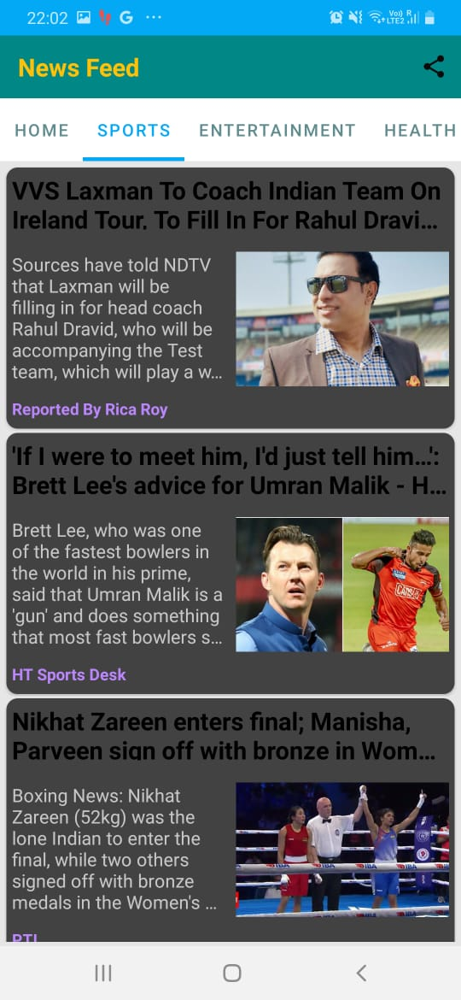 22:02
News Feed
HOME SPORTS ENTERTAINMENT HEALTH
VVS Laxman To Coach Indian Team On
Ireland Tour, To Fill In For Rahul Dravi...
Sources have told NDTV
that Laxman will be
filling in for head coach
Rahul Dravid, who will be
accompanying the Test
team, which will play a w...
Reported By Rica Roy
'If I were to meet him, I'd just tell him...':
Brett Lee's advice for Umran Malik - H...
Brett Lee, who was one
of the fastest bowlers in
the world in his prime,
said that Umran Malik is a
'gun' and does something
that most fast bowlers s...
HT Sports Desk
Nikhat Zareen enters final; Manisha,
Parveen sign off with bronze in Wom...
Boxing News: Nikhat
Zareen (52kg) was the
lone Indian to enter the
final, while two others
signed off with bronze
medals in the Women's ...
PTI